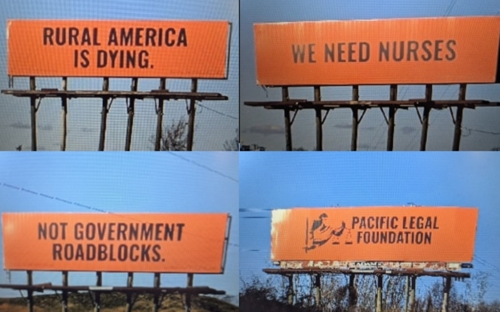 RURAL AMERICA
IS DYING.
WE NEED NURSES
NOT GOVERNMENT
ROADBLOCKS.
PACIFIC LEGAL
FOUNDATION